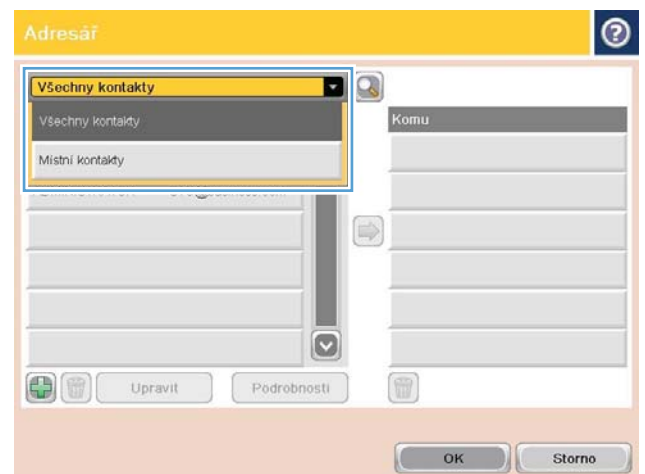 Adresář
Všechny kontakty
Všechny kontakty
Místní kontakty
Komu
Upravit
Podrobnosti
OK
Storno